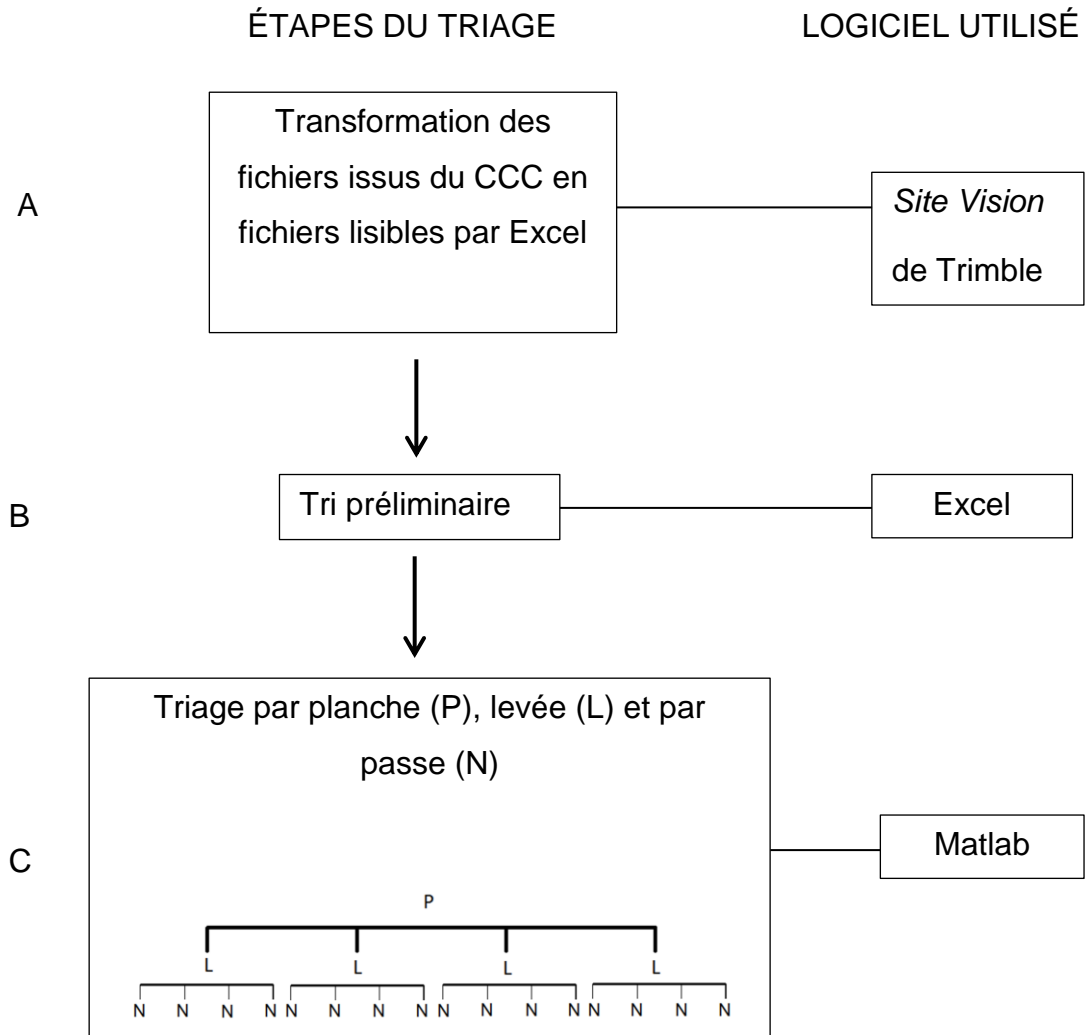 ÉTAPES DU TRIAGE LOGICIEL UTILISÉ
A
Transformation des
fichiers issus du CCC en
fichiers lisibles par Excel
Site Vision
de Trimble
B
Tri préliminaire
Excel
C
Triage par planche (P), levée (L) et par
passe (N)
Matlab
P
L L L L
N N N N N N N N N N N N N N N N